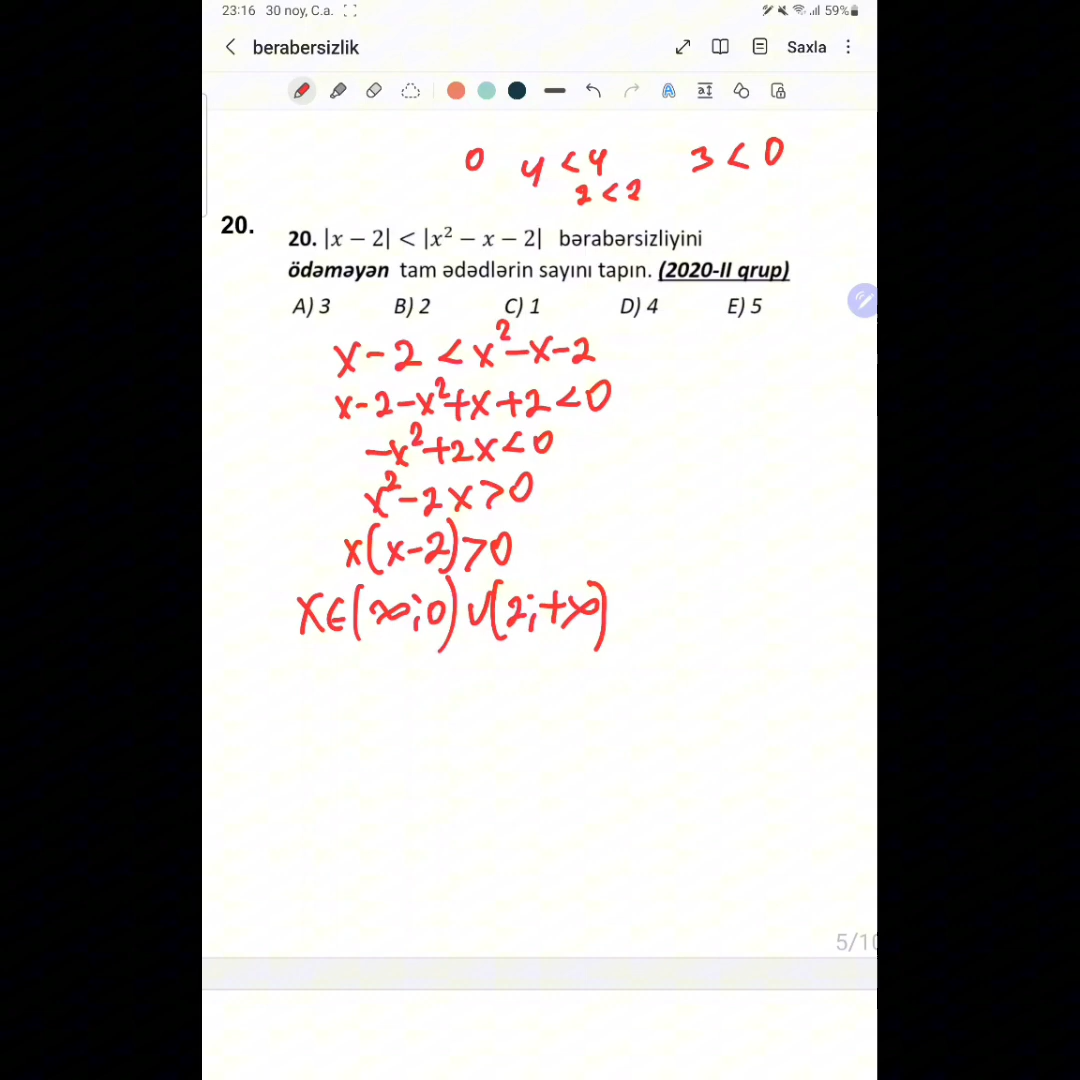 23:16 30 noy, C.a. 59%
berabersizlik Saxla
0 4 < 4 3 < 0
2 < 2
20.
20. |x − 2| < |x² − x − 2| bərabərsizliyini
ödəməyən tam ədədlərin sayını tapın. (2020-II qrup)
A) 3 B) 2 C) 1 D) 4 E) 5
x-2 < x²-x-2
x-2-x²+x+2<0
-x²+2x<0
x²-2x>0
x(x-2)>0
x∈(∞;0)∪(2;+∞)
5/10